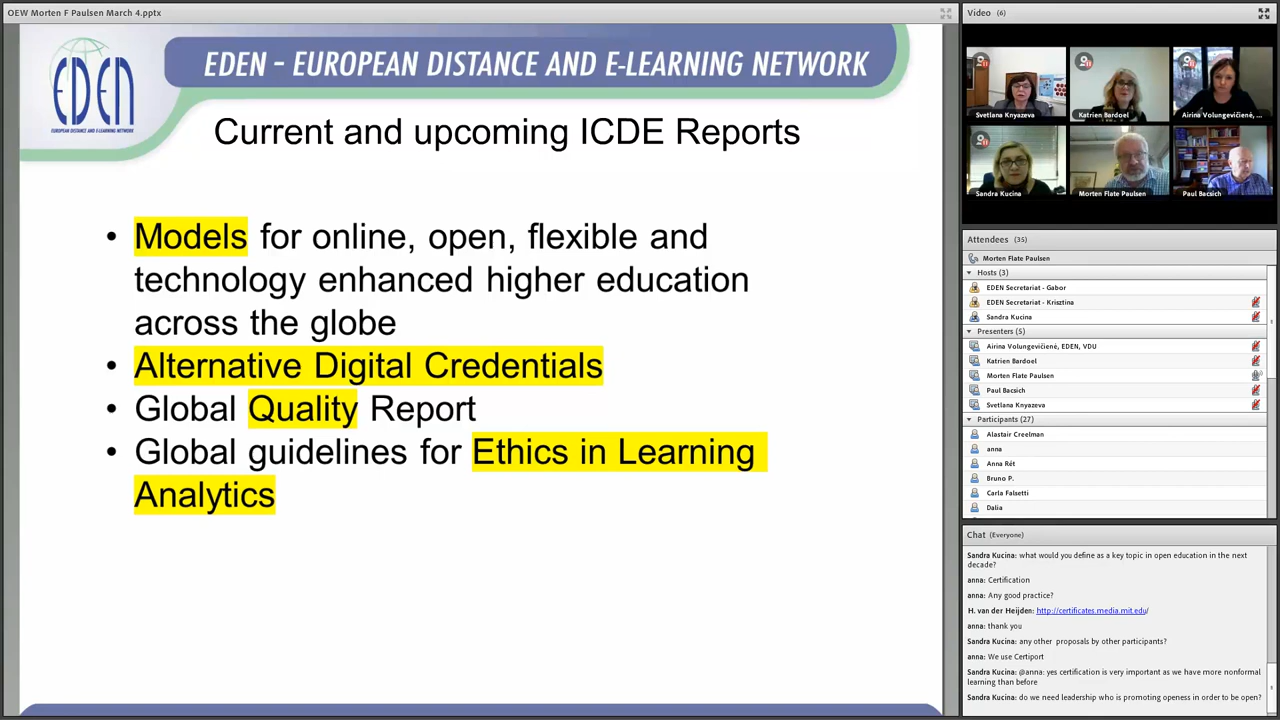 OEW Morten F Paulsen March 4.pptx
EDEN
EUROPEAN DISTANCE AND E-LEARNING NETWORK
EDEN – EUROPEAN DISTANCE AND E-LEARNING NETWORK
Current and upcoming ICDE Reports
• Models for online, open, flexible and
technology enhanced higher education
across the globe
• Alternative Digital Credentials
• Global Quality Report
• Global guidelines for Ethics in Learning
Analytics
Video (6)
Svetlana Knyazeva
Katrien Bardoel
Airina Volungevičienė, ...
Sandra Kucina
Morten Flate Paulsen
Paul Bacsich
Attendees (35)
Morten Flate Paulsen
Hosts (3)
EDEN Secretariat - Gabor
EDEN Secretariat - Krisztina
Sandra Kucina
Presenters (5)
Airina Volungevičienė, EDEN, VDU
Katrien Bardoel
Morten Flate Paulsen
Paul Bacsich
Svetlana Knyazeva
Participants (27)
Alastair Creelman
anna
Anna Rét
Bruno P.
Carla Falsetti
Dalia
Chat (Everyone)
Sandra Kucina: what would you define as a key topic in open education in the next
decade?
anna: Certification
anna: Any good practice?
H. van der Heijden: http://certificates.media.mit.edu/
anna: thank you
Sandra Kucina: any other proposals by other participants?
anna: We use Certiport
Sandra Kucina: @anna: yes certification is very important as we have more nonformal
learning than before
Sandra Kucina: do we need leadership who is promoting openess in order to be open?